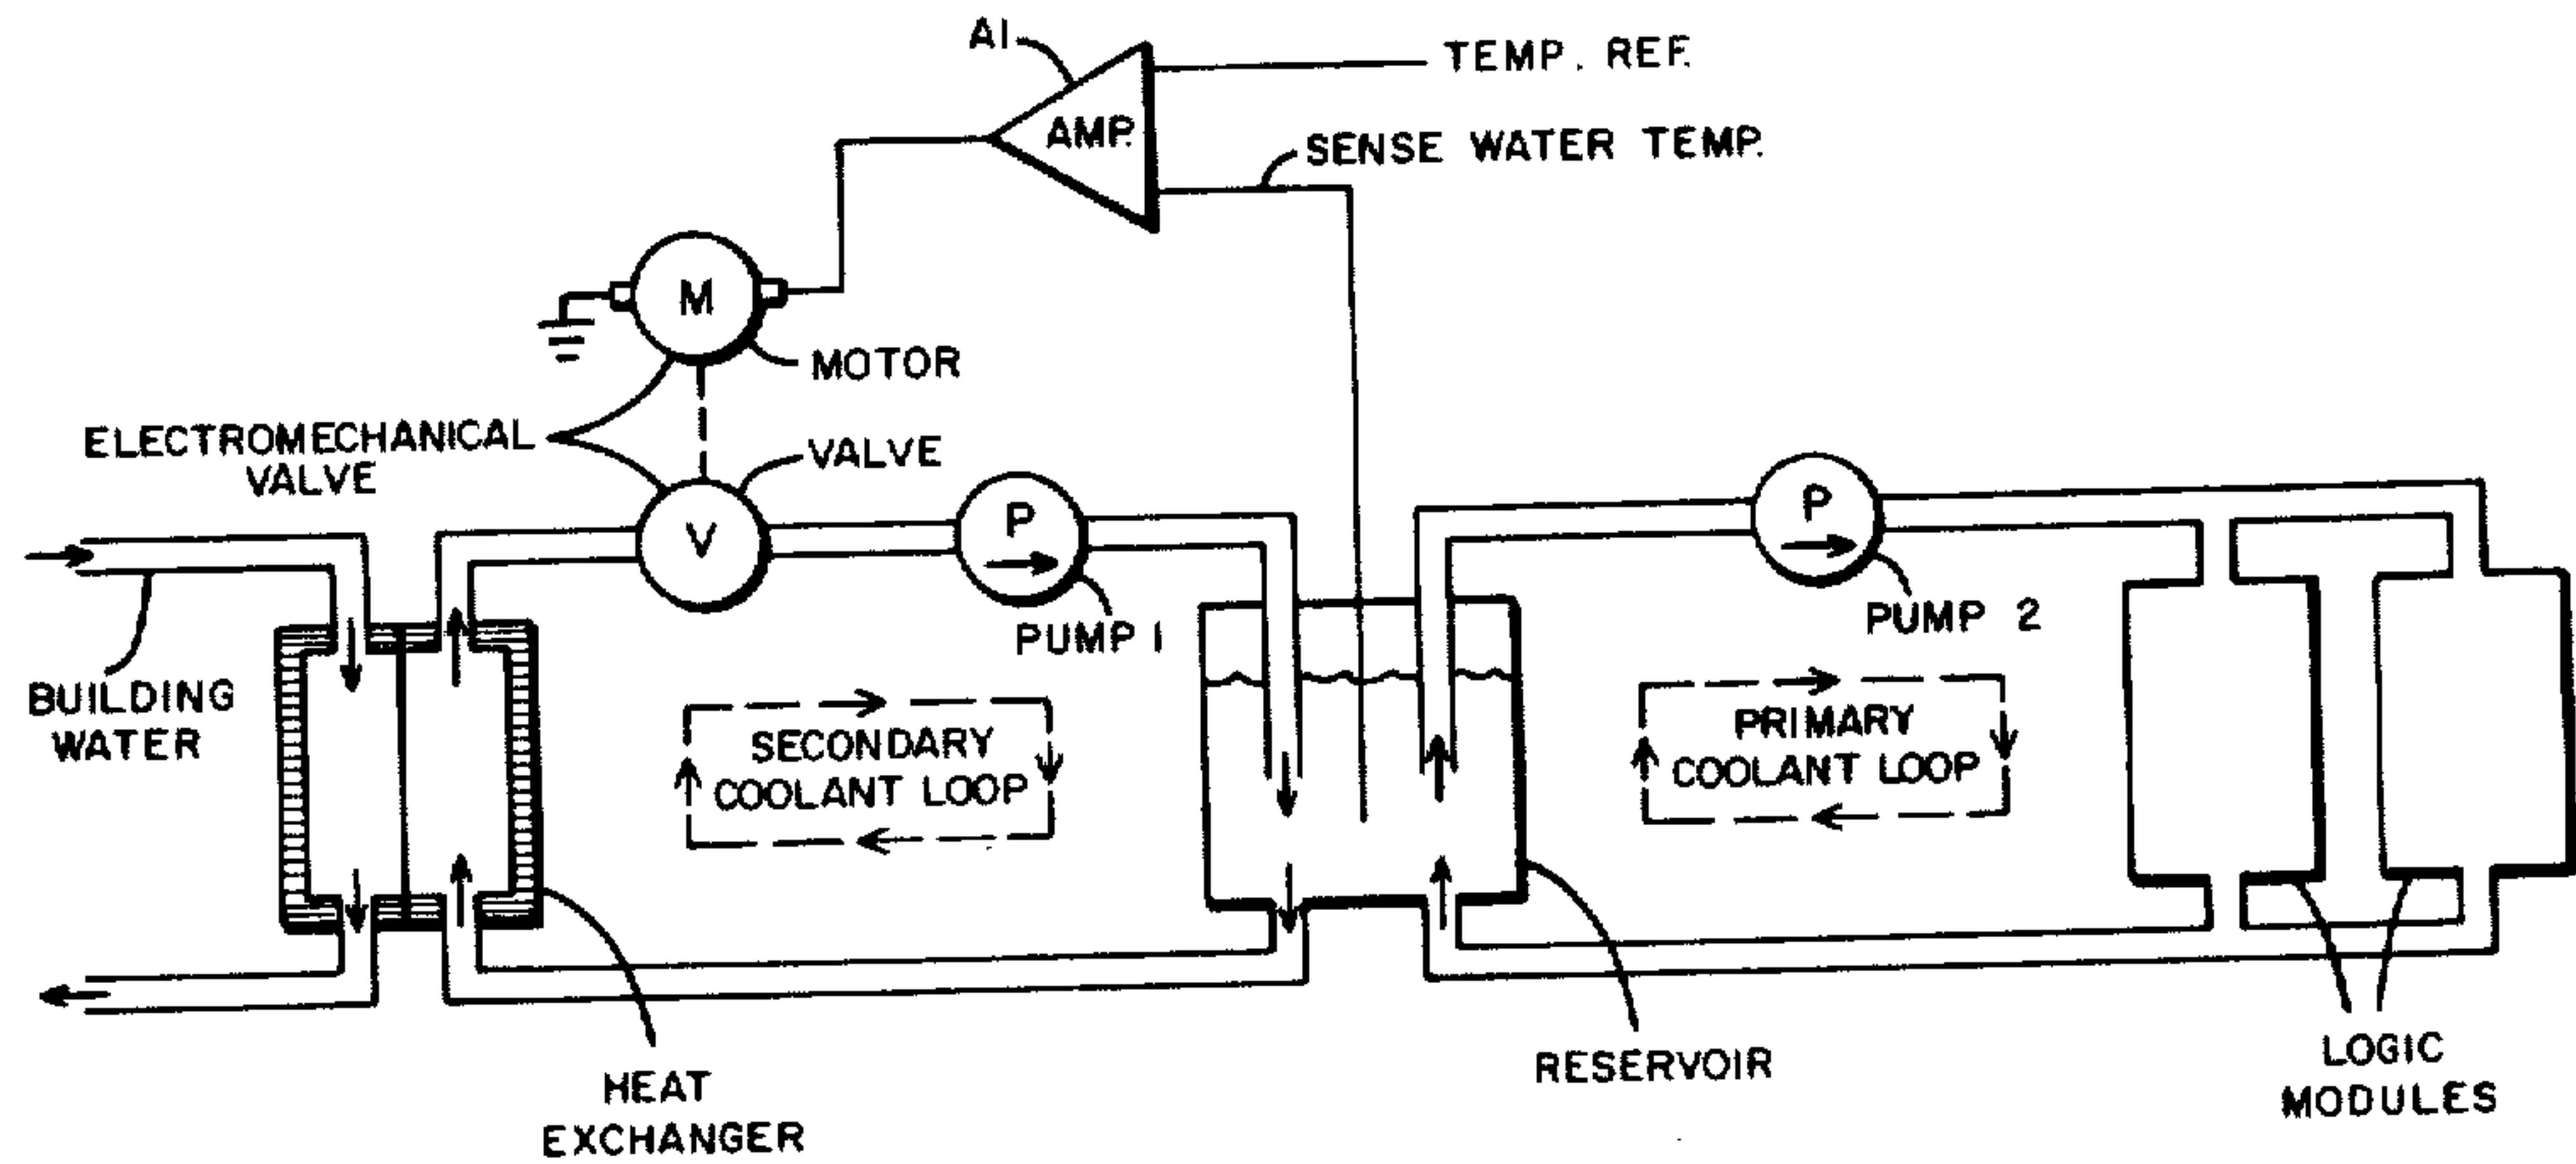 A1
TEMP. REF.
AMP.
SENSE WATER TEMP.
M
MOTOR
ELECTROMECHANICAL
VALVE
VALVE
V
P
PUMP 1
P
PUMP 2
BUILDING
WATER
SECONDARY
COOLANT LOOP
PRIMARY
COOLANT LOOP
HEAT
EXCHANGER
RESERVOIR
LOGIC
MODULES